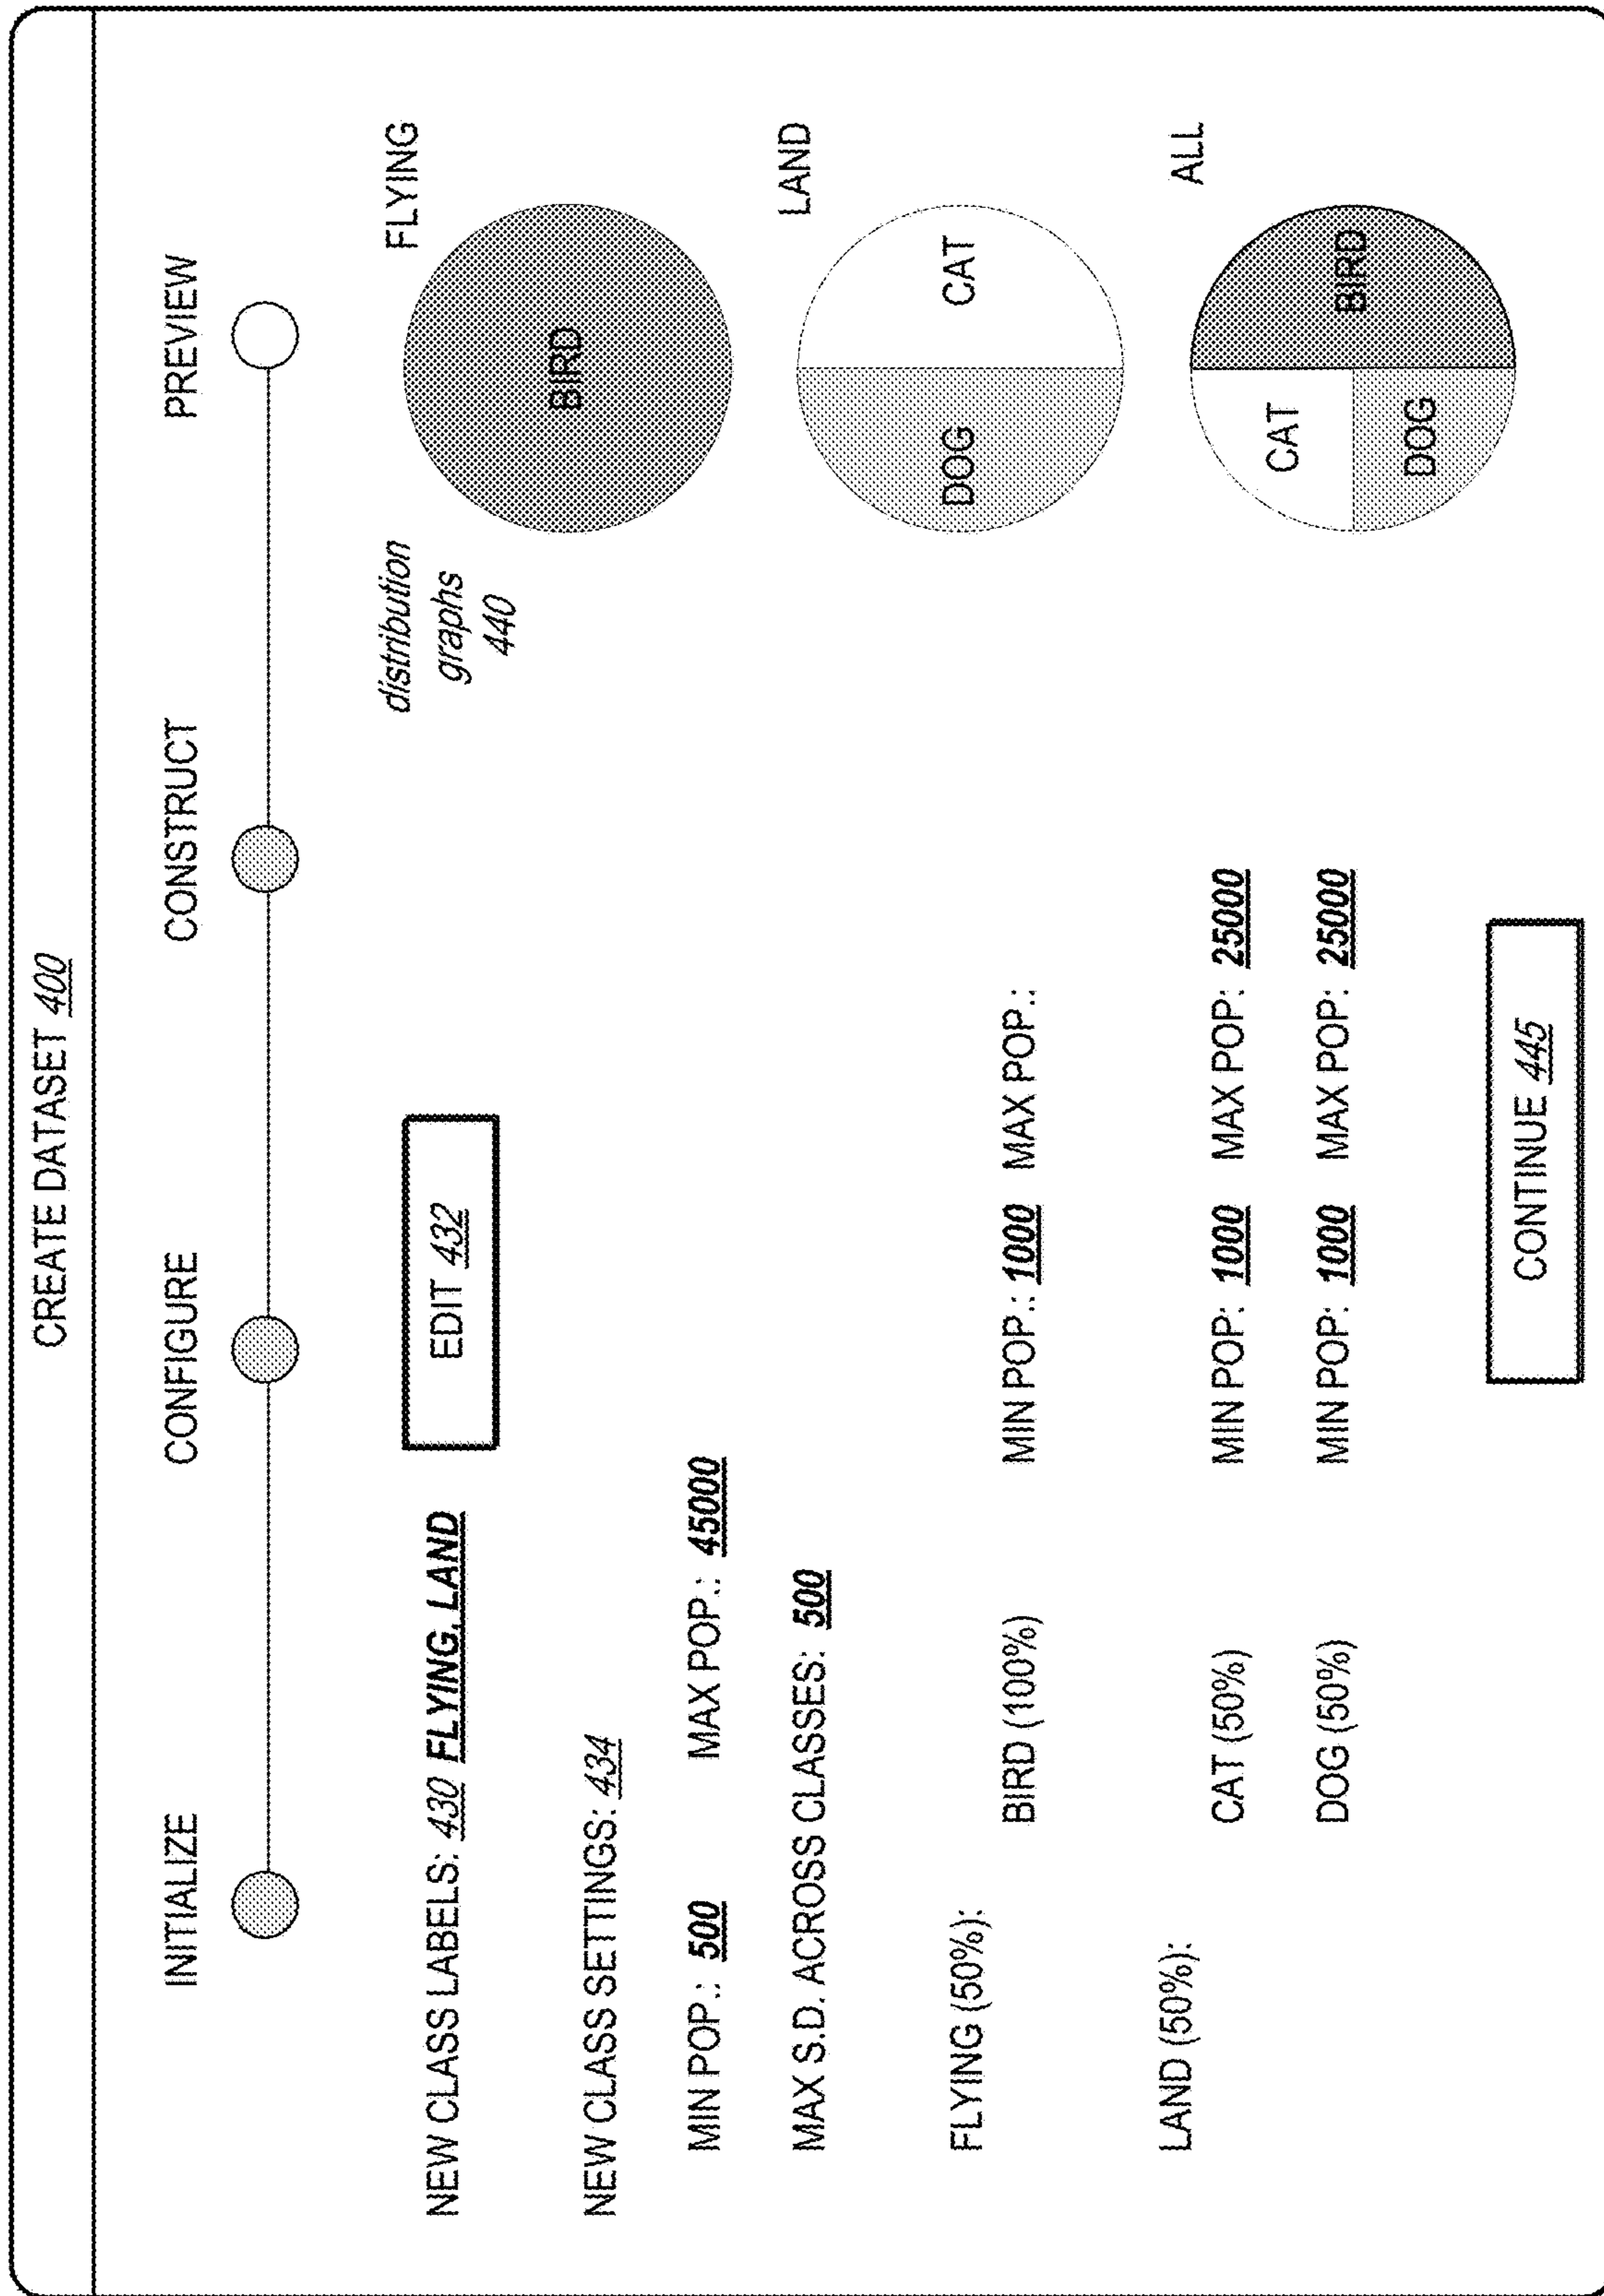 CREATE DATASET 400
INITIALIZE CONFIGURE CONSTRUCT PREVIEW
NEW CLASS LABELS: 430 FLYING, LAND
EDIT 432
NEW CLASS SETTINGS: 434
MIN POP.: 500 MAX POP.: 45000
MAX S.D. ACROSS CLASSES: 500
FLYING (50%):
BIRD (100%) MIN POP.: 1000 MAX POP.:
LAND (50%):
CAT (50%) MIN POP: 1000 MAX POP: 25000
DOG (50%) MIN POP: 1000 MAX POP: 25000
CONTINUE 445
distribution
graphs
440
FLYING
BIRD
LAND
DOG CAT
ALL
CAT
BIRD
DOG